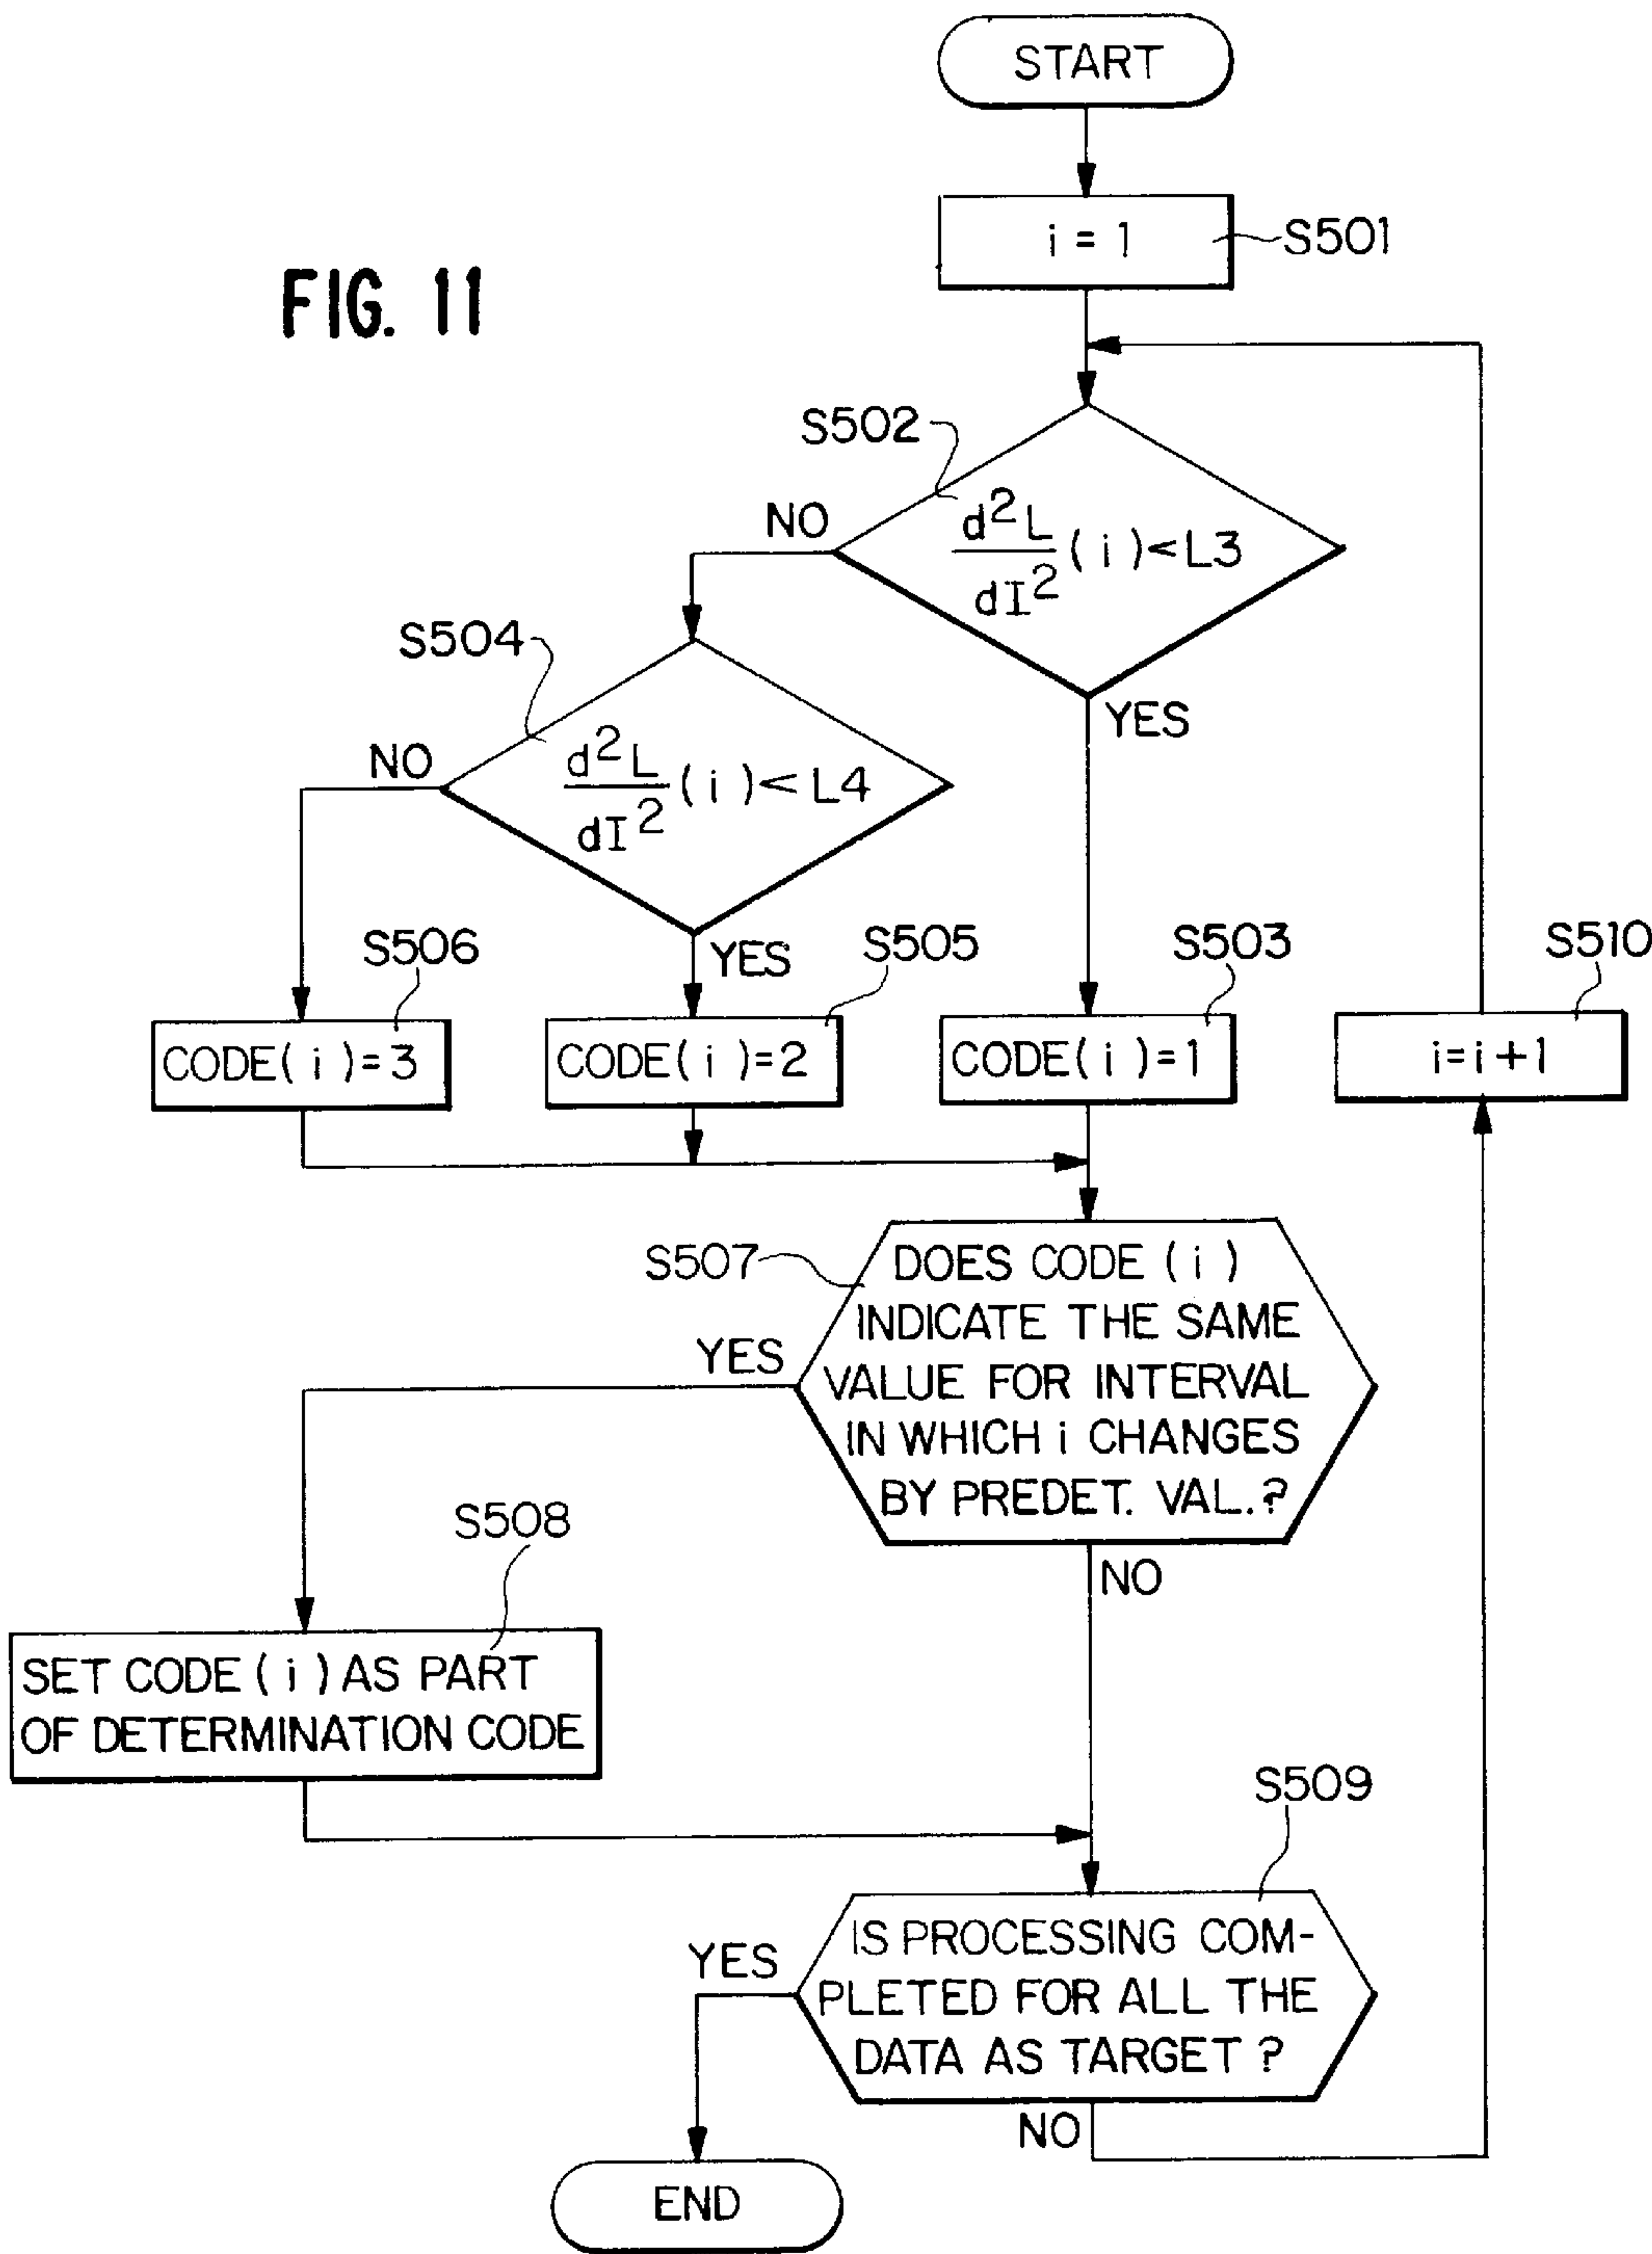 START
i = 1
S501
FIG. 11
S502
NO
d²L
dI²
(i)<L3
YES
S504
NO
d²L
dI²
(i)<L4
YES
S506
S505
S503
S510
CODE(i)=3
CODE(i)=2
CODE(i)=1
i=i+1
S507
DOES CODE (i)
INDICATE THE SAME
VALUE FOR INTERVAL
IN WHICH i CHANGES
BY PREDET. VAL.?
YES
NO
S508
SET CODE (i) AS PART
OF DETERMINATION CODE
S509
IS PROCESSING COM-
PLETED FOR ALL THE
DATA AS TARGET ?
YES
NO
END